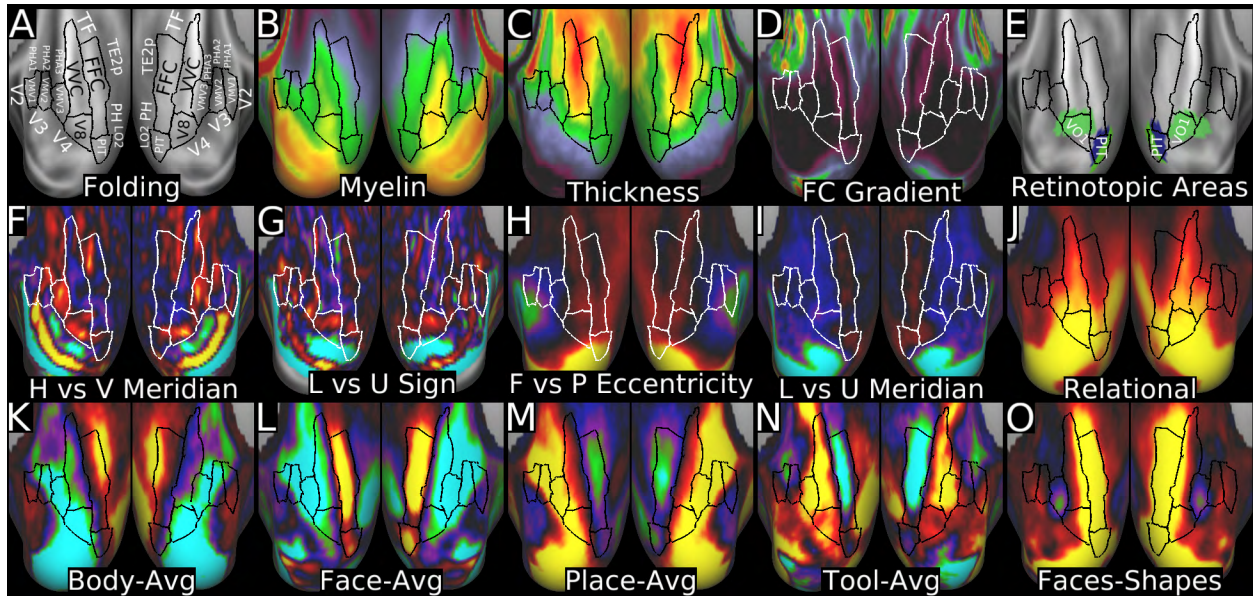 A
TF
TF
TE2p
TE2p
FFC
FFC
VVC
VVC
PHA1
PHA2
PHA3
PHA3
PHA2
PHA1
V2
VMV1
VMV2
VMV3
VMV3
VMV2
VMV1
V2
V3
V4
V8
PIT
PH
LO2
LO2
PH
PIT
V8
V4
V3
Folding
B
Myelin
C
Thickness
D
FC Gradient
E
VO1
PIT
PIT
VO1
Retinotopic Areas
F
H vs V Meridian
G
L vs U Sign
H
F vs P Eccentricity
I
L vs U Meridian
J
Relational
K
Body-Avg
L
Face-Avg
M
Place-Avg
N
Tool-Avg
O
Faces-Shapes